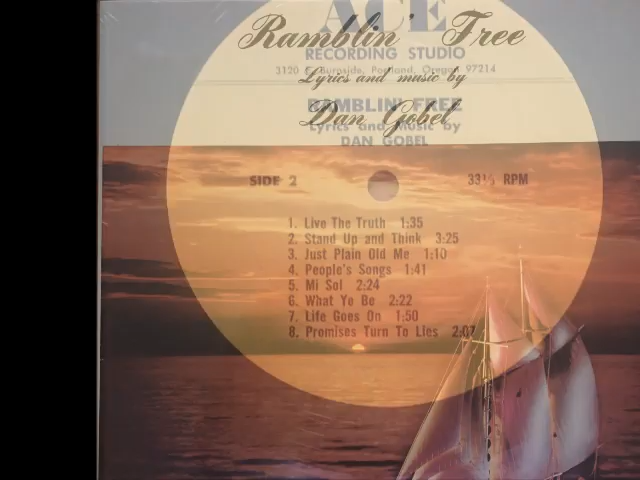 ACE
Ramblin' Free
RECORDING STUDIO
3120 E. Burnside, Portland, Oregon 97214
Lyrics and music by
RAMBLIN' FREE
Dan Gobel
Lyrics and Music by
DAN GOBEL
SIDE 2 33⅓ RPM
1. Live The Truth 1:35
2. Stand Up and Think 3:25
3. Just Plain Old Me 1:10
4. People's Songs 1:41
5. Mi Sol 2:24
6. What Ye Be 2:22
7. Life Goes On 1:50
8. Promises Turn To Lies 2:07